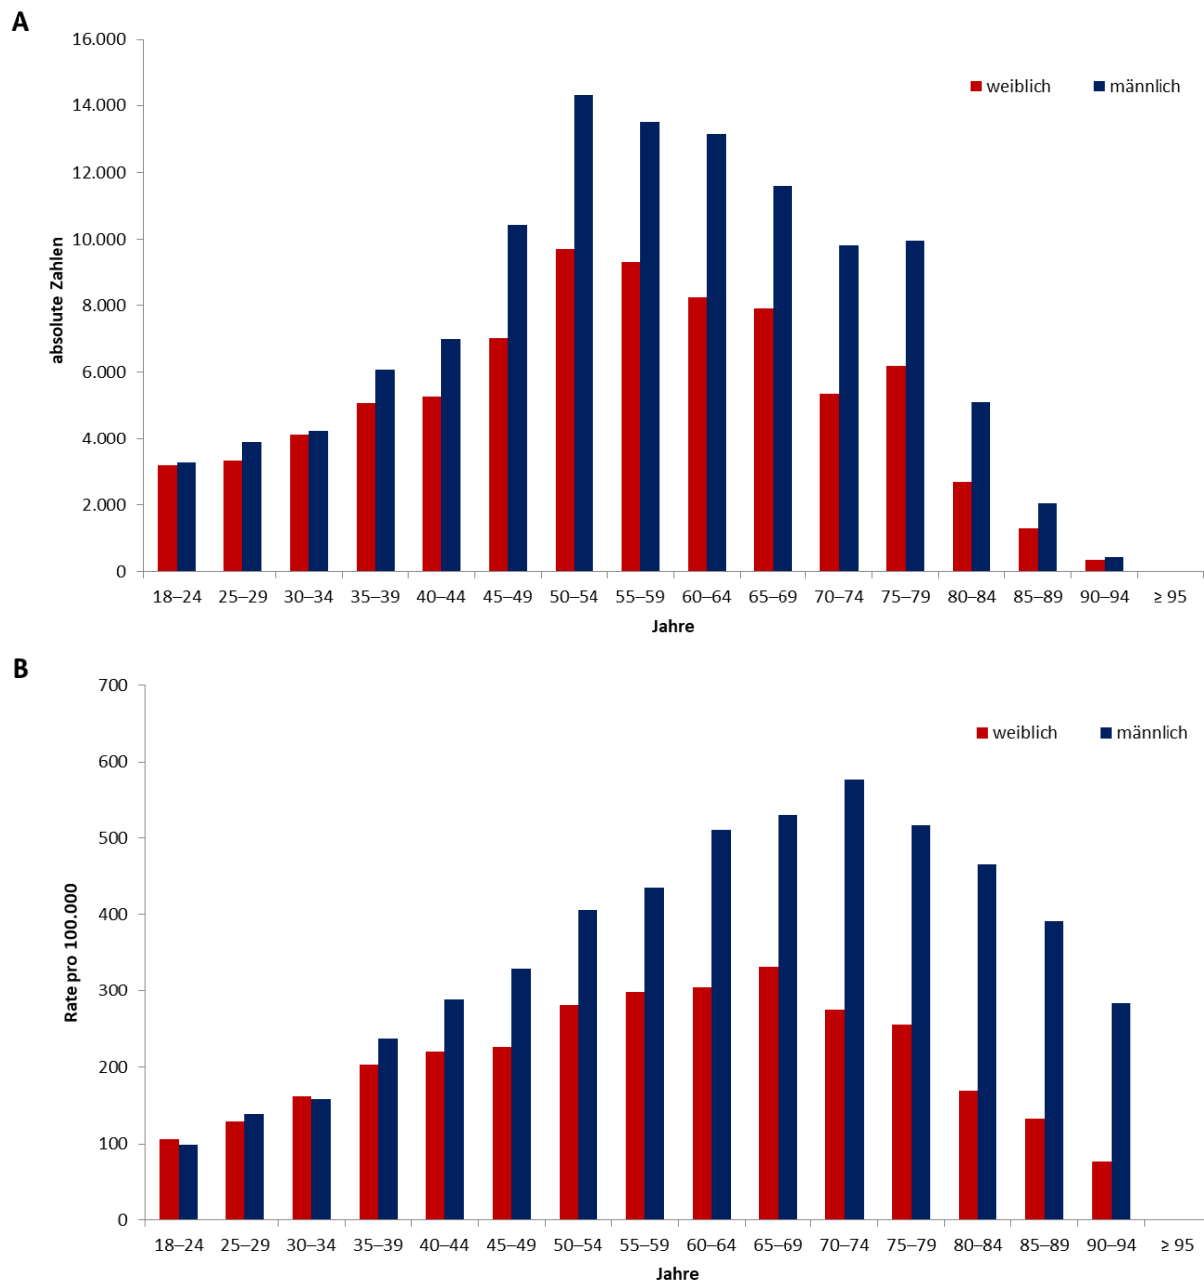 A
16.000
weiblich männlich
14.000
12.000
10.000
8.000
6.000
4.000
2.000
0
absolute Zahlen
18–24 25–29 30–34 35–39 40–44 45–49 50–54 55–59 60–64 65–69 70–74 75–79 80–84 85–89 90–94 ≥ 95
Jahre
B
700
weiblich männlich
600
500
400
300
200
100
0
Rate pro 100.000
18–24 25–29 30–34 35–39 40–44 45–49 50–54 55–59 60–64 65–69 70–74 75–79 80–84 85–89 90–94 ≥ 95
Jahre